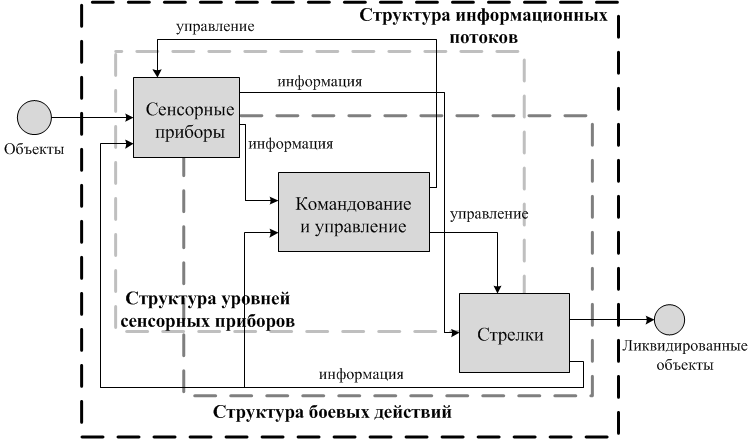 Структура информационных
потоков
управление
информация
Сенсорные
приборы
Объекты
информация
Командование
и управление
управление
Структура уровней
сенсорных приборов
Стрелки
Ликвидированные
объекты
информация
Структура боевых действий